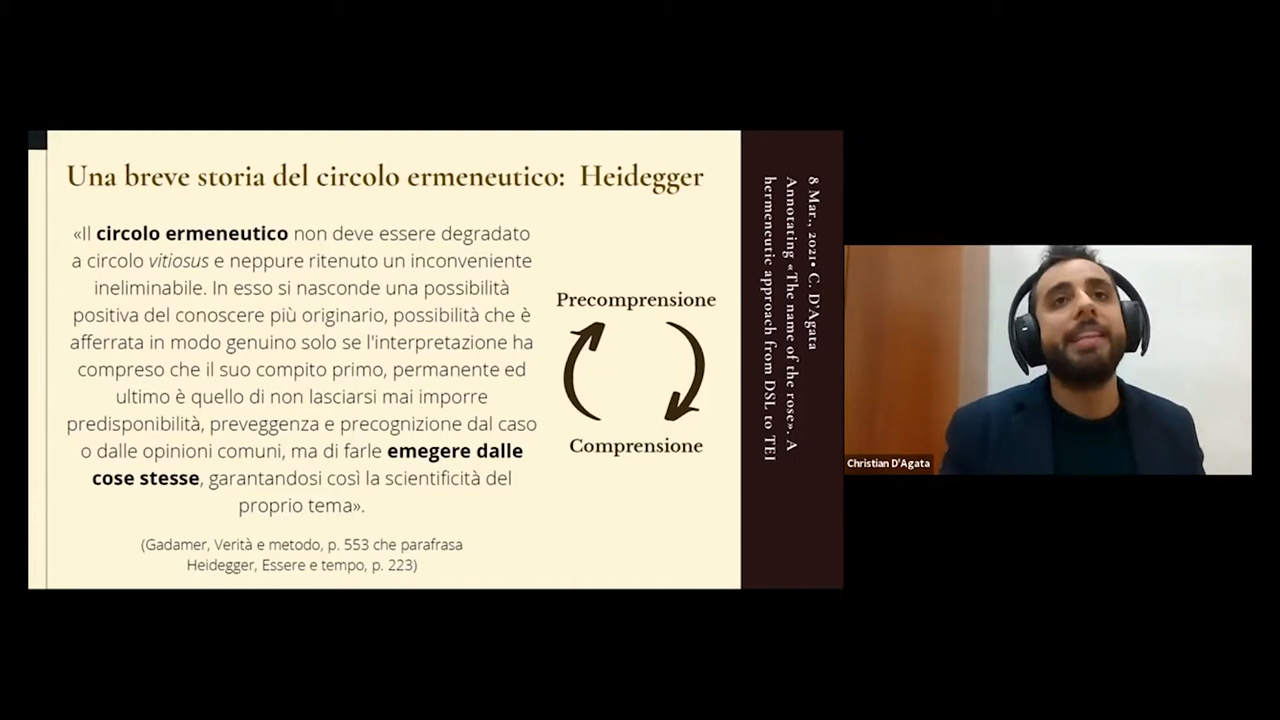 Una breve storia del circolo ermeneutico: Heidegger
«Il circolo ermeneutico non deve essere degradato
a circolo vitiosus e neppure ritenuto un inconveniente
ineliminabile. In esso si nasconde una possibilità
positiva del conoscere più originario, possibilità che è
afferrata in modo genuino solo se l'interpretazione ha
compreso che il suo compito primo, permanente ed
ultimo è quello di non lasciarsi mai imporre
predisponibilità, preveggenza e precognizione dal caso
o dalle opinioni comuni, ma di farle emegere dalle
cose stesse, garantandosi così la scientificità del
proprio tema».
(Gadamer, Verità e metodo, p. 553 che parafrasa
Heidegger, Essere e tempo, p. 223)
Precomprensione
Comprensione
8 Mar., 2021• C. D'Agata
Annotating «The name of the rose». A
hermeneutic approach from DSL to TEI
Christian D'Agata